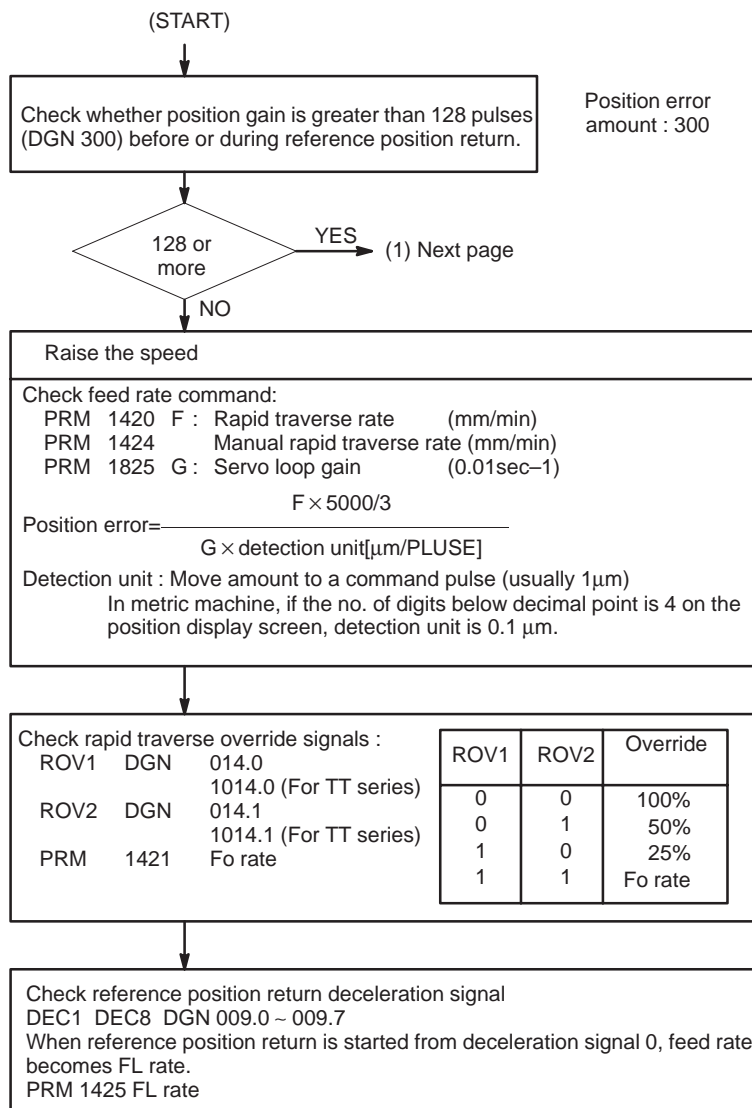 (START)
Check whether position gain is greater than 128 pulses
(DGN 300) before or during reference position return.
Position error
amount : 300
128 or
more
YES
(1) Next page
NO
Raise the speed
Check feed rate command:
PRM 1420 F : Rapid traverse rate (mm/min)
PRM 1424 Manual rapid traverse rate (mm/min)
PRM 1825 G : Servo loop gain (0.01sec–1)
F × 5000/3
Position error=
G × detection unit[μm/PLUSE]
Detection unit : Move amount to a command pulse (usually 1μm)
In metric machine, if the no. of digits below decimal point is 4 on the
position display screen, detection unit is 0.1 μm.
Check rapid traverse override signals :
ROV1 DGN 014.0
1014.0 (For TT series)
ROV2 DGN 014.1
1014.1 (For TT series)
PRM 1421 Fo rate
ROV1 ROV2 Override
0 0 100%
0 1 50%
1 0 25%
1 1 Fo rate
Check reference position return deceleration signal
DEC1 DEC8 DGN 009.0 ~ 009.7
When reference position return is started from deceleration signal 0, feed rate
becomes FL rate.
PRM 1425 FL rate